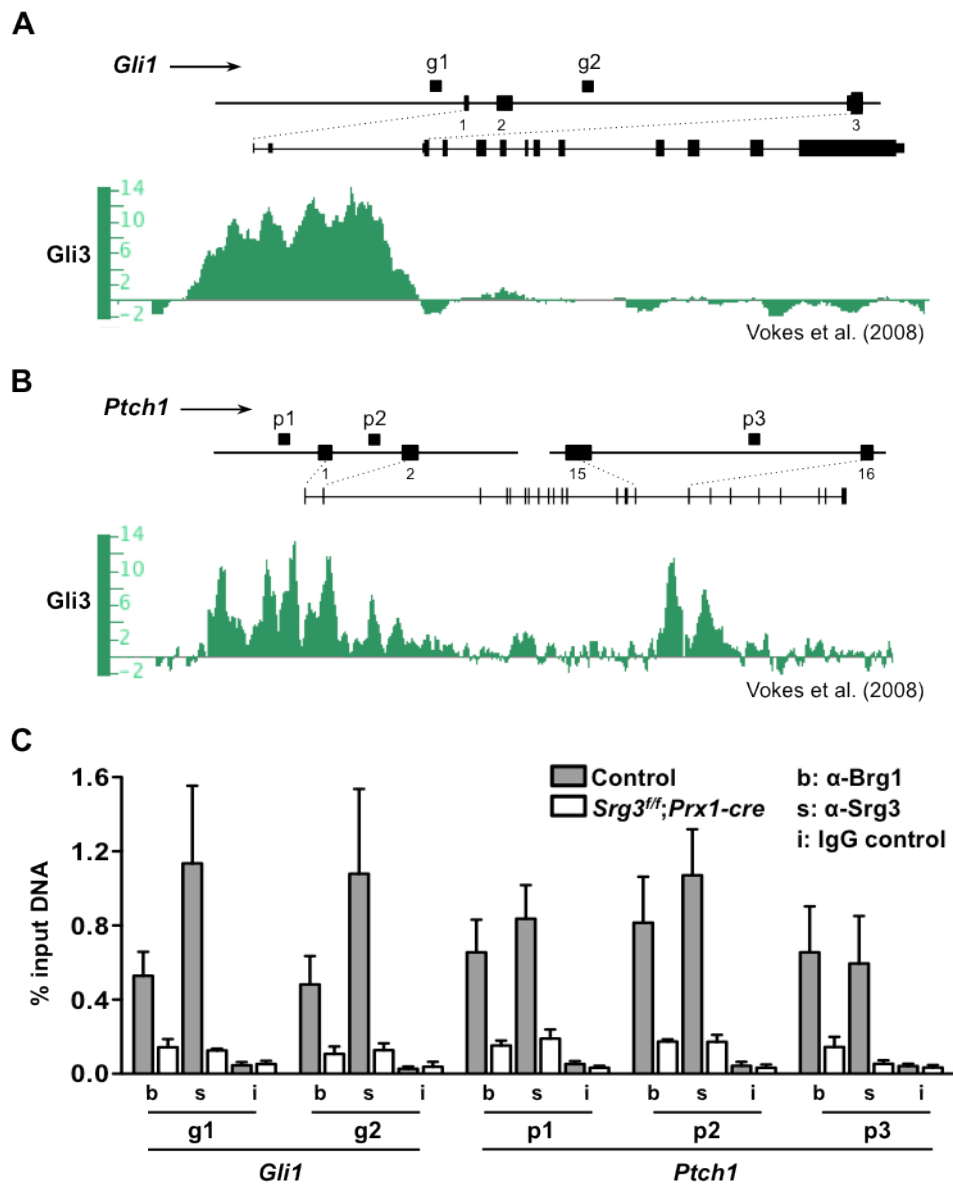 A
Gli1
g1 g2
1 2 3
14
10
6
2
-2
Gli3
Vokes et al. (2008)
B
Ptch1
p1 p2 p3
1 2 15 16
14
10
6
2
-2
Gli3
Vokes et al. (2008)
C
% input DNA
1.6
1.2
0.8
0.4
0.0
Control
Srg3f/f;Prx1-cre
b: α-Brg1
s: α-Srg3
i: IgG control
b s i b s i b s i b s i b s i
g1 g2 p1 p2 p3
Gli1 Ptch1